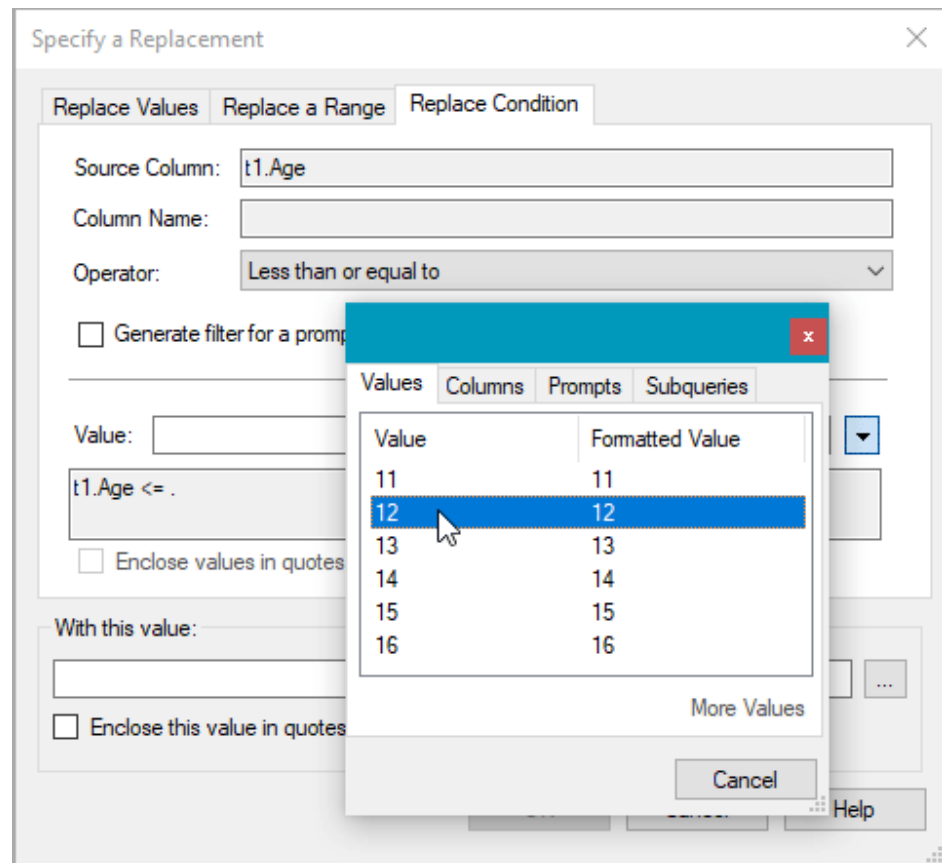 Specify a Replacement
Replace Values Replace a Range Replace Condition
Source Column: t1.Age
Column Name:
Operator: Less than or equal to
Generate filter for a
x
Values Columns Prompts Subqueries
Value:
Value Formatted Value
11 11
t1.Age <= .
12 12
13 13
Enclose values in quotes
14 14
15 15
With this value:
16 16
...
More Values
Enclose this value in quotes
Cancel
Help